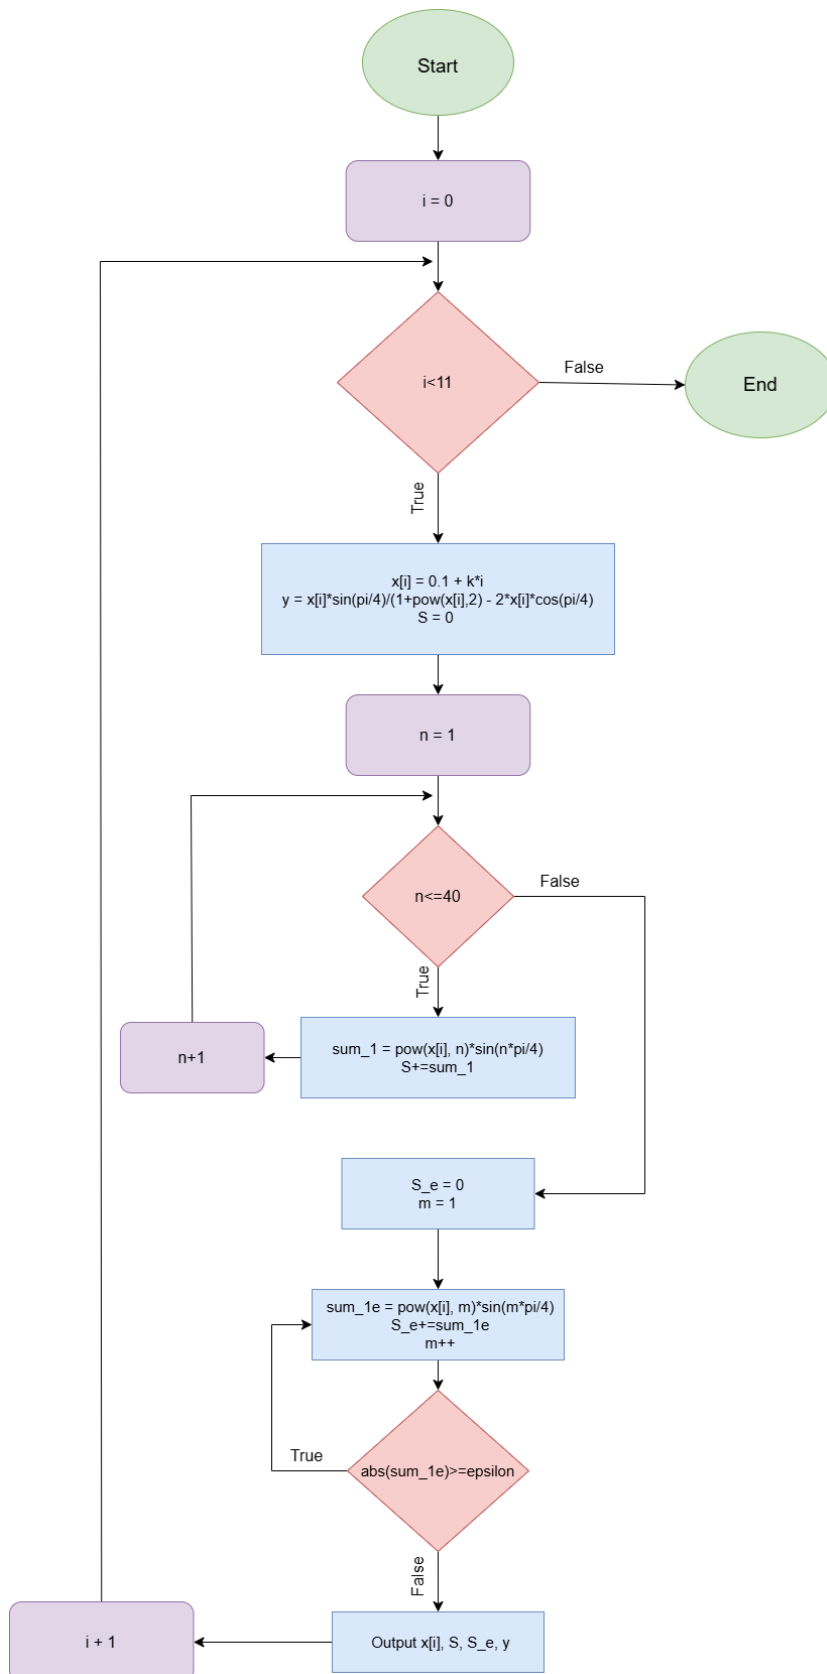 Start
i = 0
i<11
False
End
True
x[i] = 0.1 + k*i
y = x[i]*sin(pi/4)/(1+pow(x[i],2) - 2*x[i]*cos(pi/4)
S = 0
n = 1
n<=40
False
True
sum_1 = pow(x[i], n)*sin(n*pi/4)
S+=sum_1
n+1
S_e = 0
m = 1
sum_1e = pow(x[i], m)*sin(m*pi/4)
S_e+=sum_1e
m++
abs(sum_1e)>=epsilon
True
False
Output x[i], S, S_e, y
i + 1